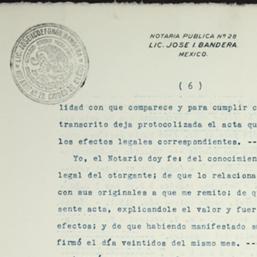 NOTARIA PUBLICA Nº 28
LIC. JOSE I. BANDERA
MEXICO.
( 6 )
lidad con que comparece y para cumplir c
transcrito deja protocolizada el acta qu
los efectos legales correspondientes. --
Yo, el Notario doy fe: del conocimien
legal del otorgante; de que lo relaciona
con sus originales a que me remito; de q
sente acta, explicándole el valor y fuer
efectos; y de que habiendo manifestado s
firmó el día veintidos del mismo mes. --